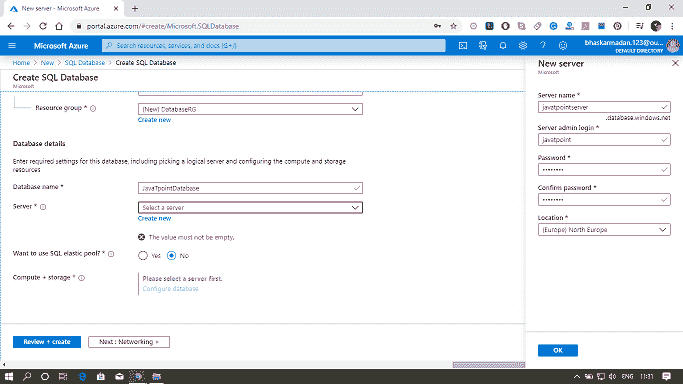 New server - Microsoft Azure
portal.azure.com/#create/Microsoft.SQLDatabase
Microsoft Azure
Search resources, services, and docs (G+/)
bhaskarmadan.123@ou...
DEFAULT DIRECTORY
Home > New > SQL Database > Create SQL Database
Create SQL Database
Microsoft
Resource group *
(New) DatabaseRG
Create new
Database details
Enter required settings for this database, including picking a logical server and configuring the compute and storage
resources
Database name *
JavaTpointDatabase
Server *
Select a server
Create new
The value must not be empty.
Want to use SQL elastic pool? *
Yes
No
Compute + storage *
Please select a server first.
Configure database
Review + create
Next : Networking >
New server
Microsoft
Server name *
javatpointserver
.database.windows.net
Server admin login *
javatpoint
Password *
••••••••
Confirm password *
••••••••
Location *
(Europe) North Europe
OK
ENG
11:31